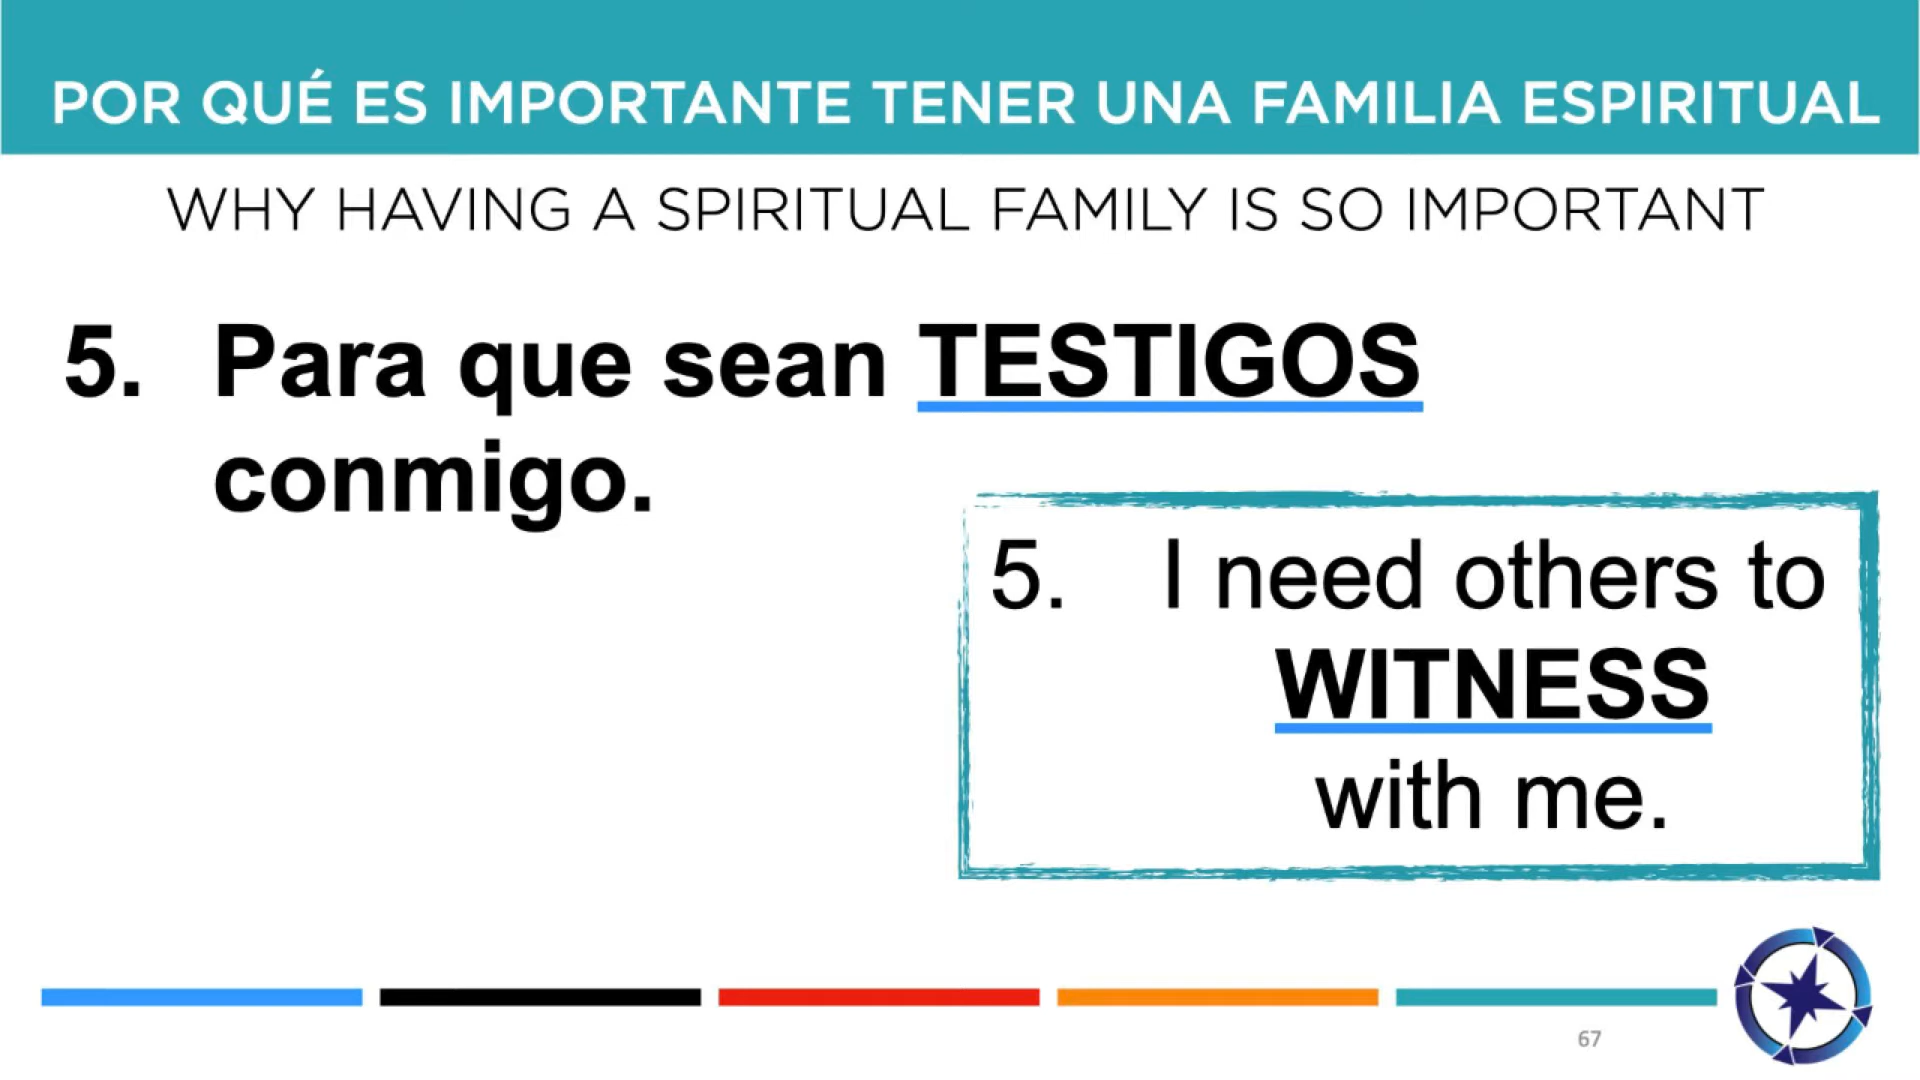 POR QUÉ ES IMPORTANTE TENER UNA FAMILIA ESPIRITUAL
WHY HAVING A SPIRITUAL FAMILY IS SO IMPORTANT
5. Para que sean TESTIGOS
conmigo.
5. I need others to
WITNESS
with me.
67